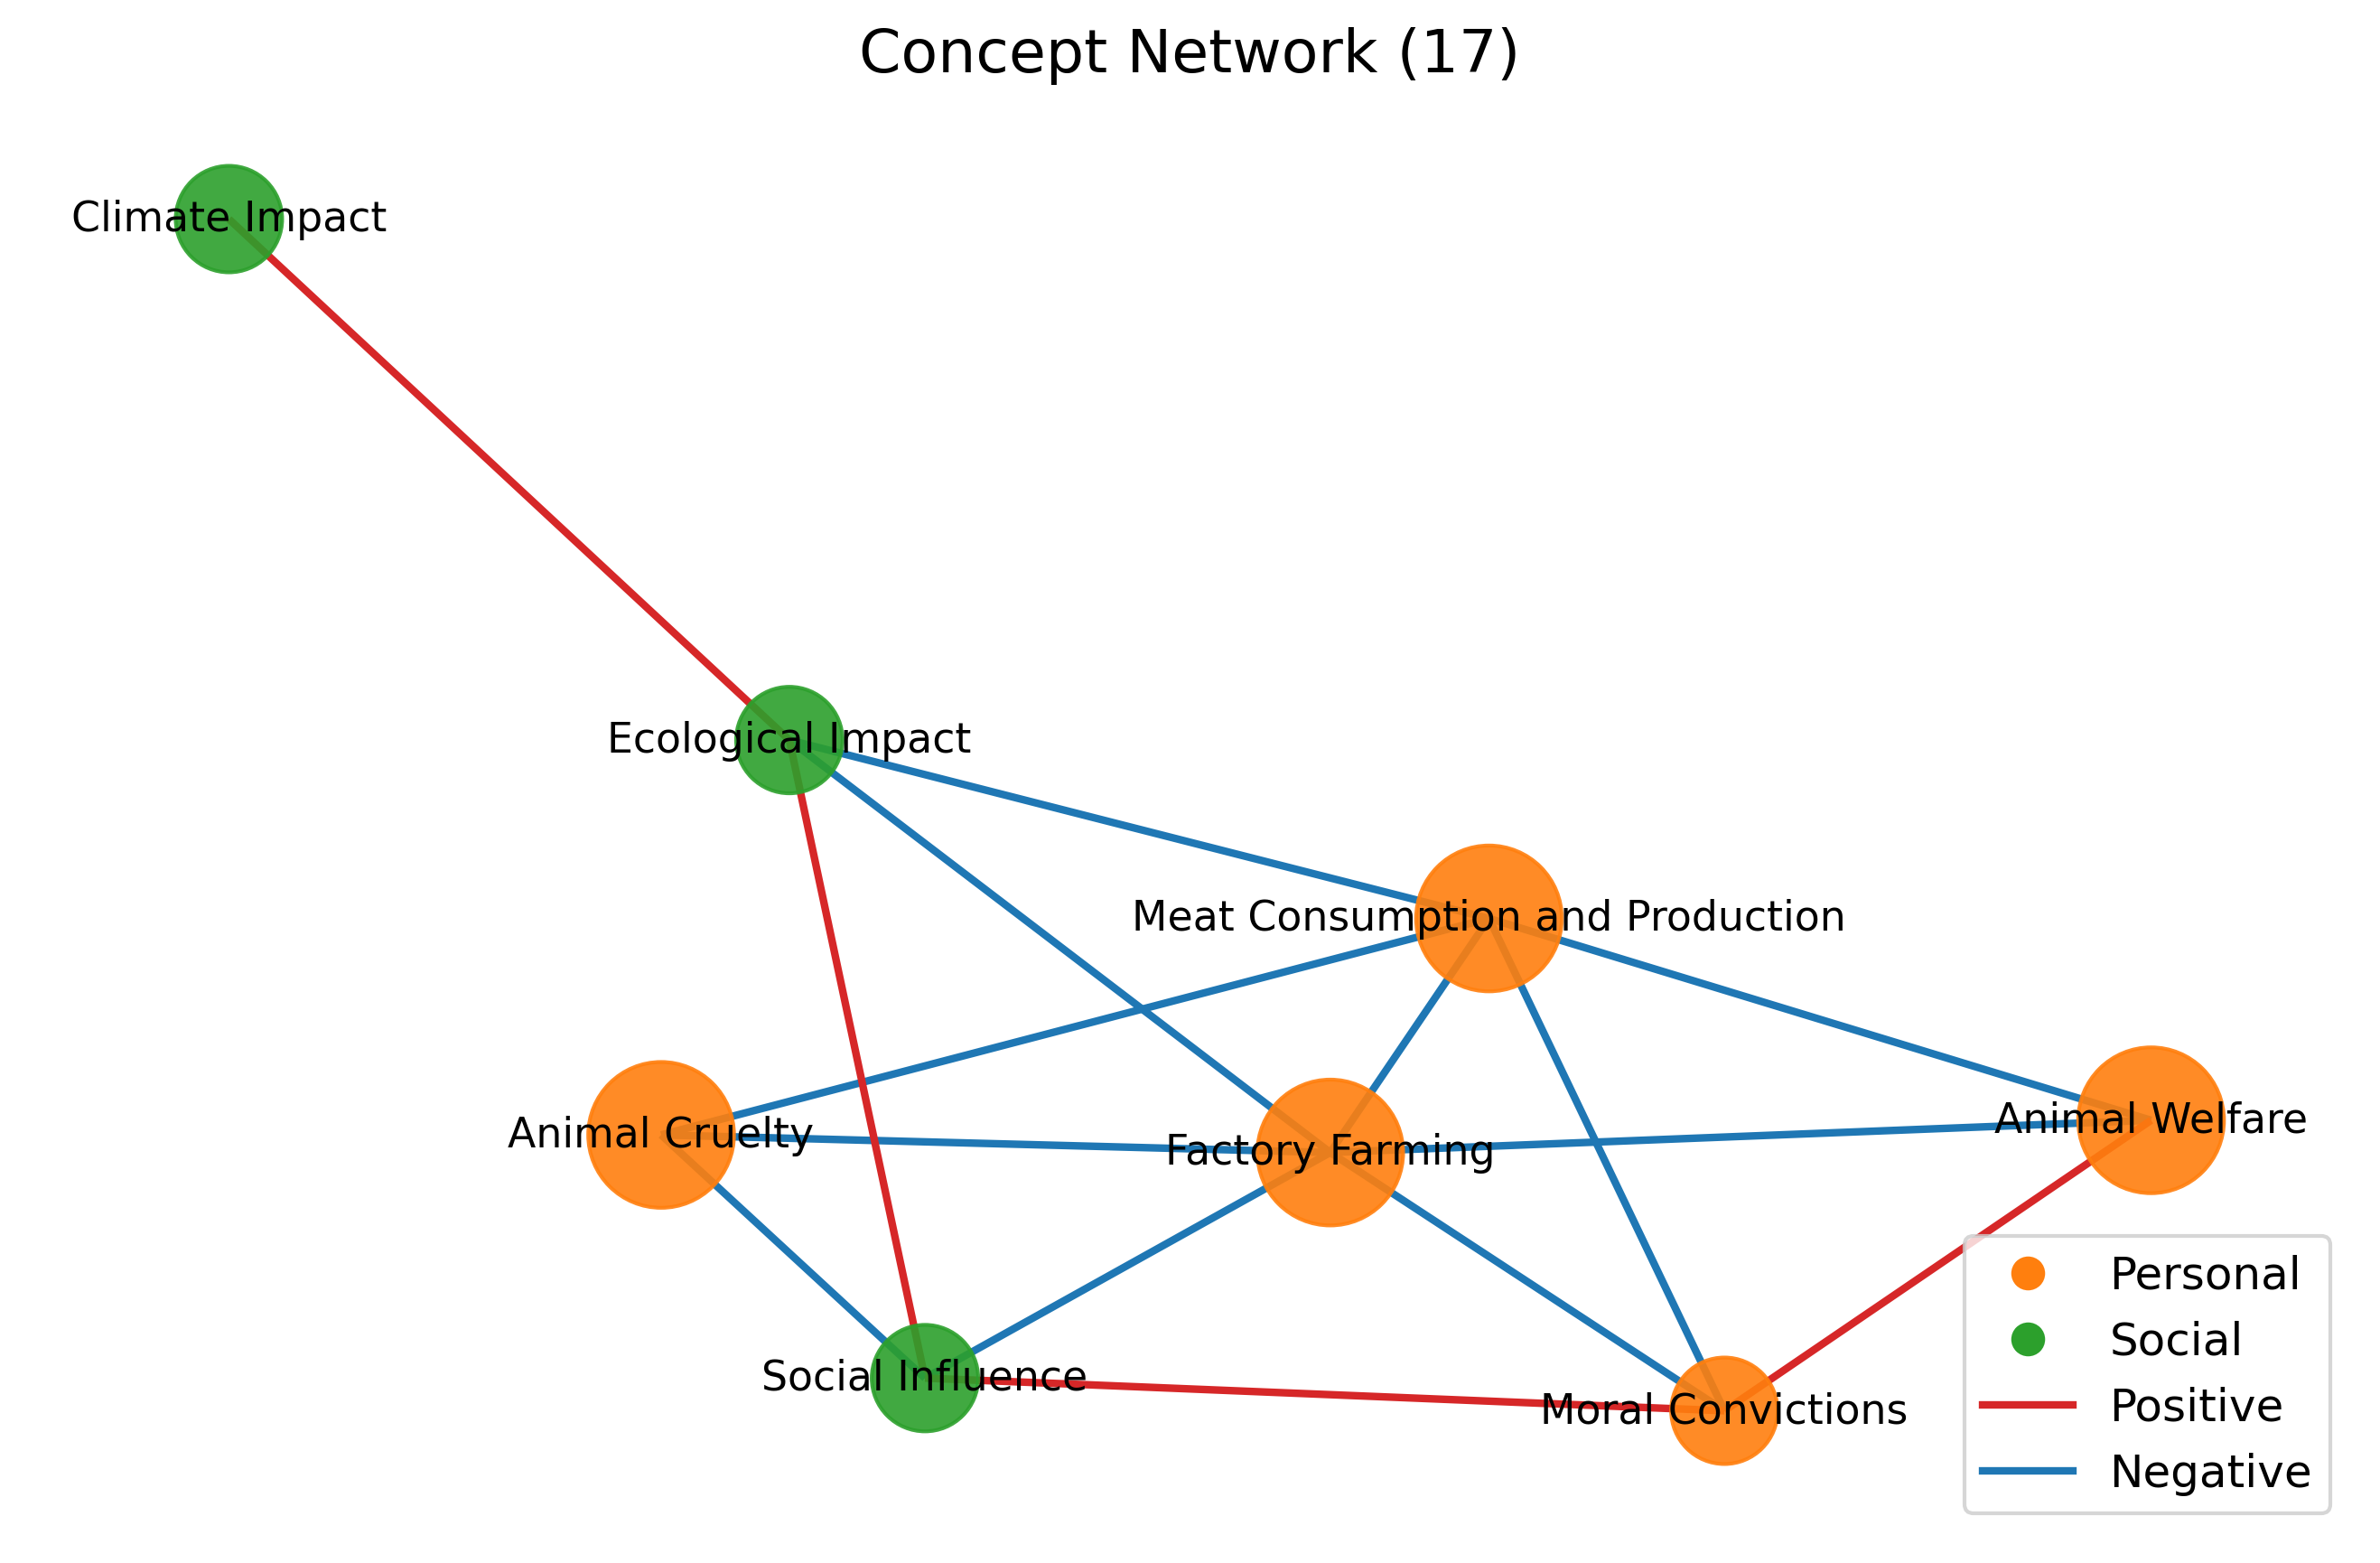 Concept Network (17)
Climate Impact
Ecological Impact
Meat Consumption and Production
Animal Cruelty
Factory Farming
Animal Welfare
Social Influence
Moral Convictions
Personal
Social
Positive
Negative